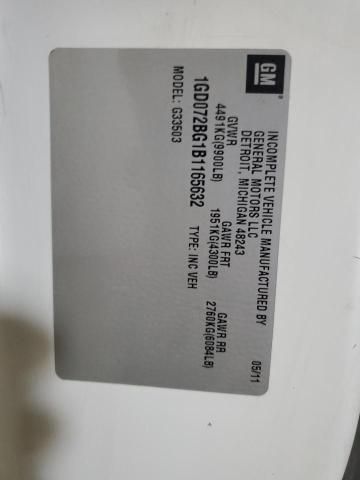 GM
INCOMPLETE VEHICLE MANUFACTURED BY
GENERAL MOTORS LLC
DETROIT, MICHIGAN 48243
05/11
GVWR GAWR FRT GAWR RR
4491KG(9900LB) 1951KG(4300LB) 2760KG(6084LB)
1GD072BG1B1165632 TYPE: INC VEH
MODEL: G33503